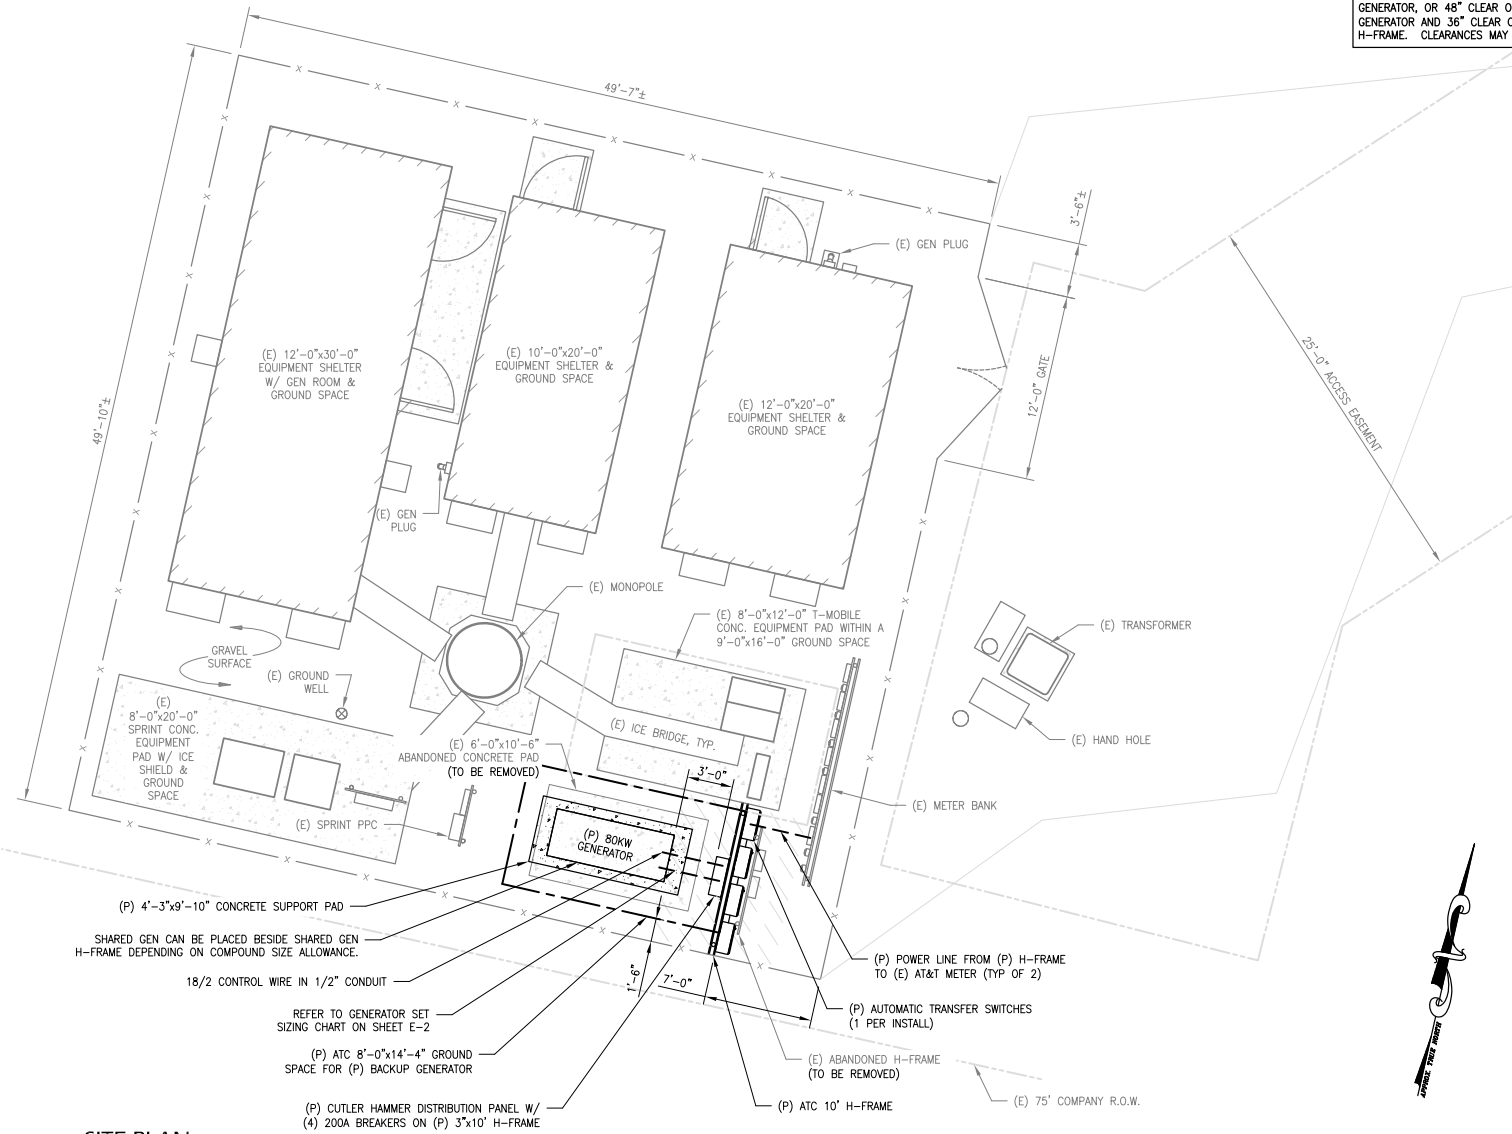 GENERATOR, OR 48" CLEAR O
GENERATOR AND 36" CLEAR
H-FRAME. CLEARANCES MAY
49'-7"±
3'-6"±
(E) GEN PLUG
25'-0" ACCESS EASEMENT
12'-0" GATE
49'-10"±
(E) 12'-0"x30'-0"
EQUIPMENT SHELTER
W/ GEN ROOM &
GROUND SPACE
(E) 10'-0"x20'-0"
EQUIPMENT SHELTER &
GROUND SPACE
(E) 12'-0"x20'-0"
EQUIPMENT SHELTER &
GROUND SPACE
(E) GEN
PLUG
(E) MONOPOLE
(E) 8'-0"x12'-0" T-MOBILE
CONC. EQUIPMENT PAD WITHIN A
9'-0"x16'-0" GROUND SPACE
(E) TRANSFORMER
GRAVEL
SURFACE
(E) GROUND
WELL
(E)
8'-0"x20'-0"
SPRINT CONC.
EQUIPMENT
PAD W/ ICE
SHIELD &
GROUND
SPACE
(E) ICE BRIDGE, TYP.
(E) HAND HOLE
(E) 6'-0"x10'-6"
ABANDONED CONCRETE PAD
(TO BE REMOVED)
3'-0"
(E) METER BANK
(E) SPRINT PPC
(P) 80KW
GENERATOR
(P) 4'-3"x9'-10" CONCRETE SUPPORT PAD
SHARED GEN CAN BE PLACED BESIDE SHARED GEN
H-FRAME DEPENDING ON COMPOUND SIZE ALLOWANCE.
18/2 CONTROL WIRE IN 1/2" CONDUIT
REFER TO GENERATOR SET
SIZING CHART ON SHEET E-2
(P) ATC 8'-0"x14'-4" GROUND
SPACE FOR (P) BACKUP GENERATOR
(P) CUTLER HAMMER DISTRIBUTION PANEL W/
(4) 200A BREAKERS ON (P) 3"x10' H-FRAME
1'-6"
7'-0"
(P) POWER LINE FROM (P) H-FRAME
TO (E) AT&T METER (TYP OF 2)
(P) AUTOMATIC TRANSFER SWITCHES
(1 PER INSTALL)
(E) ABANDONED H-FRAME
(TO BE REMOVED)
(P) ATC 10' H-FRAME
(E) 75' COMPANY R.O.W.
APPROX. TRUE NORTH
SITE PLAN